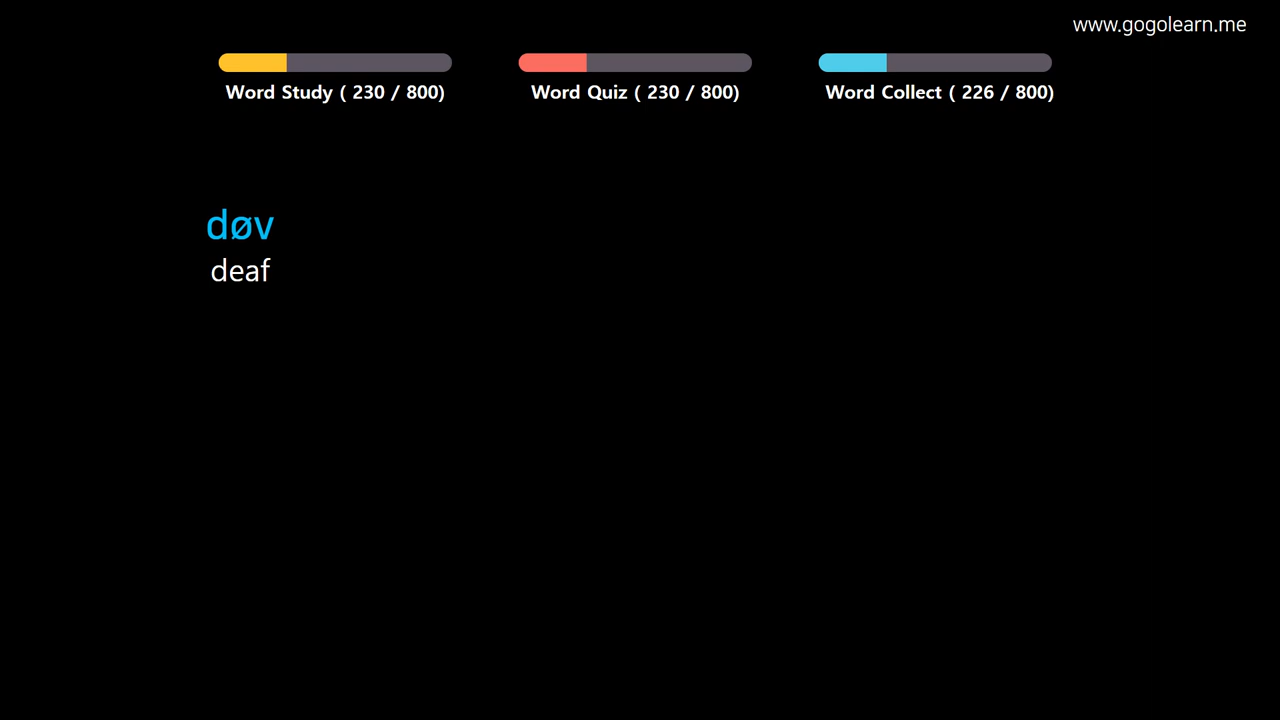 www.gogolearn.me
Word Study ( 230 / 800)
Word Quiz ( 230 / 800)
Word Collect ( 226 / 800)
døv
deaf